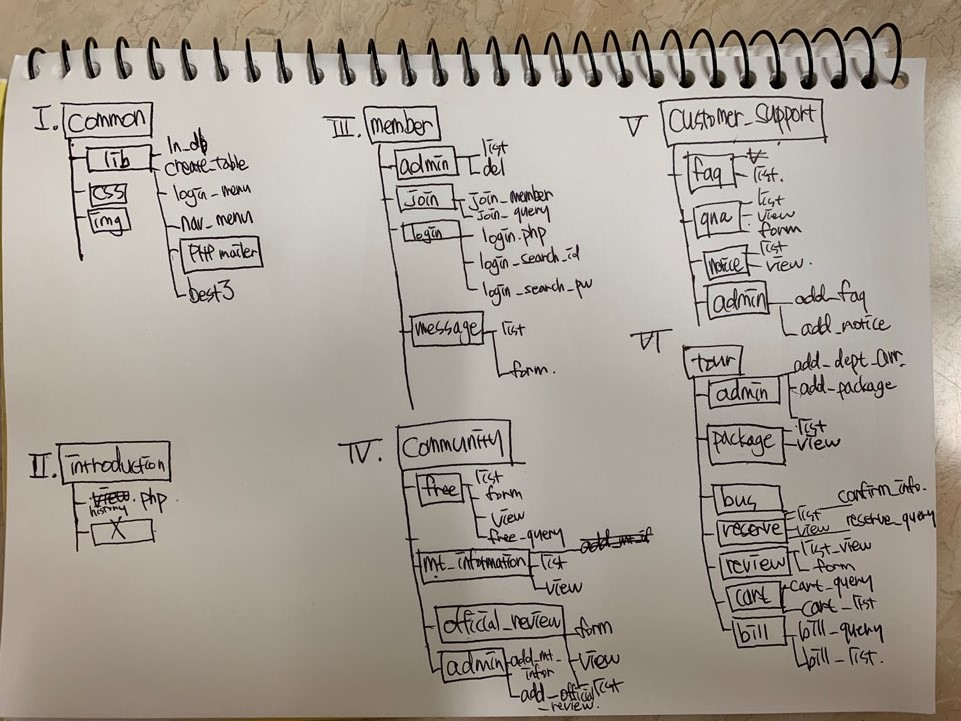 I. common
lib
In_db
create_table
login_menu
nav_menu
PHP mailer
best3
css
img
II. introduction
history.php
X
III. member
admin
list
del
join
join_member
join_query
login
login.php
login_search_id
login_search_pw
message
list
form.
IV. community
free
list
form
view
free_query
mt_information
list
view
official_review
form
view
list
admin
add_mt_
infor
add_official
_review.
V customer_support
faq
list.
qna
list
view
form
notice
list
view.
admin
add_faq
add_notice
VI
tour
admin
add_dept_arr.
add_package
package
list
view
bus
reserve
list
view
confirm_info.
reserve_query
review
list_view
form
cart
cart_query
cart_list
bill
bill_query
bill_list.